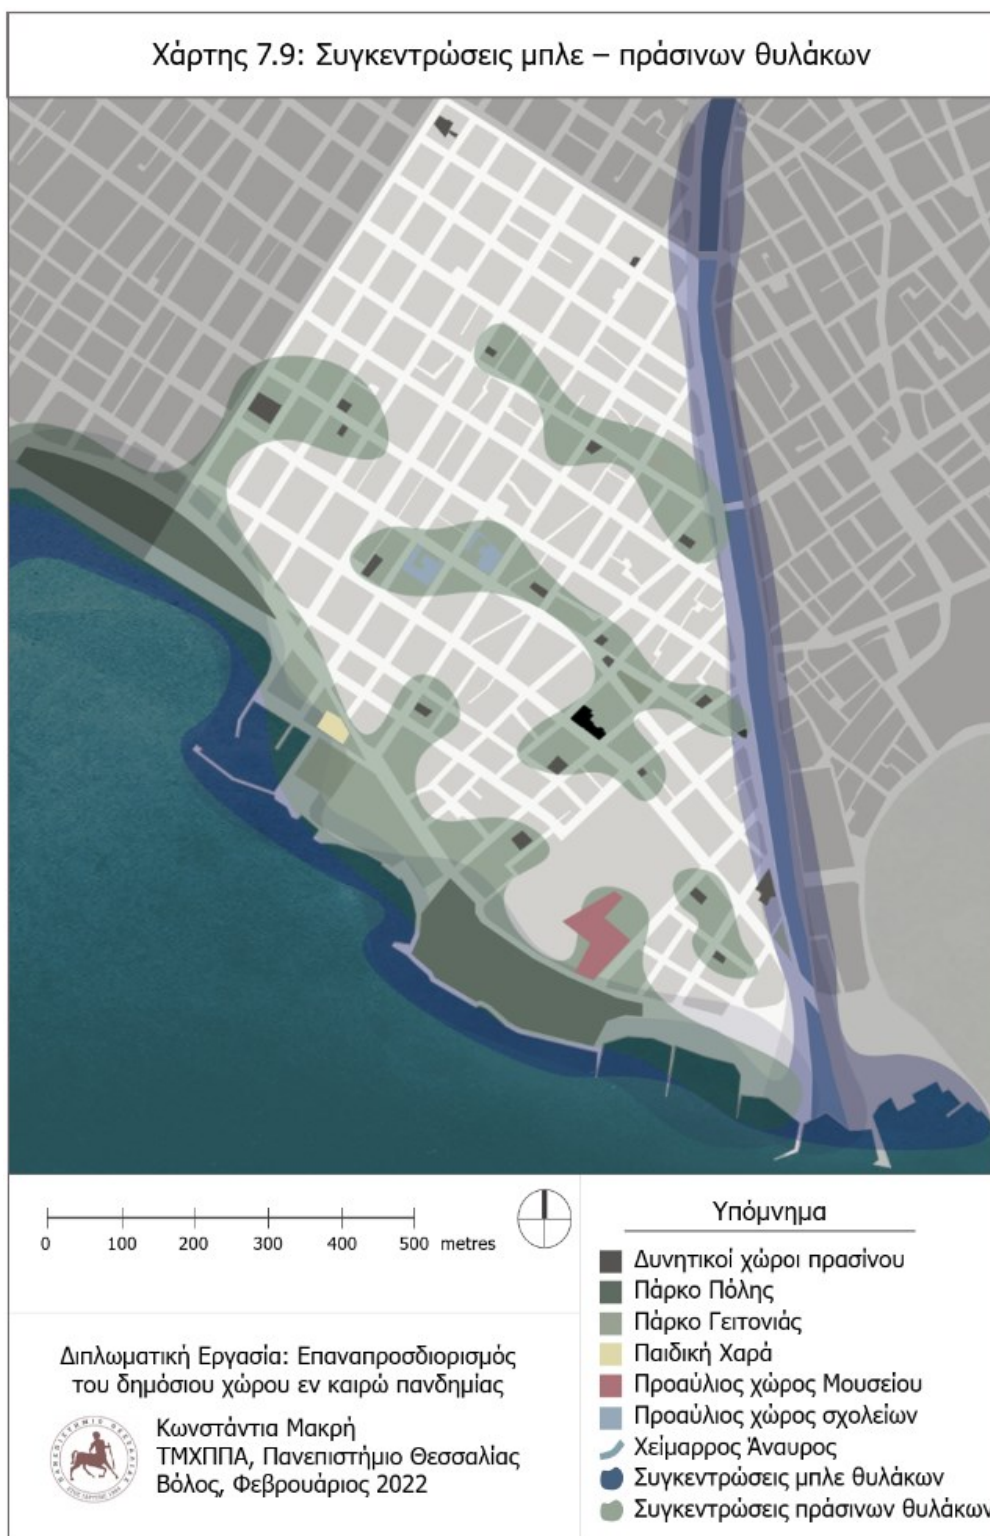 Χάρτης 7.9: Συγκεντρώσεις μπλε – πράσινων θυλάκων
0 100 200 300 400 500 metres
Διπλωματική Εργασία: Επαναπροσδιορισμός
του δημόσιου χώρου εν καιρώ πανδημίας
Κωνστάντια Μακρή
ΤΜΧΠΠΑ, Πανεπιστήμιο Θεσσαλίας
Βόλος, Φεβρουάριος 2022
ΠΑΝΕΠΙΣΤΗΜΙΟ ΘΕΣΣΑΛΙΑΣ
Υπόμνημα
Δυνητικοί χώροι πρασίνου
Πάρκο Πόλης
Πάρκο Γειτονιάς
Παιδική Χαρά
Προαύλιος χώρος Μουσείου
Προαύλιος χώρος σχολείων
Χείμαρρος Άναυρος
Συγκεντρώσεις μπλε θυλάκων
Συγκεντρώσεις πράσινων θυλάκων